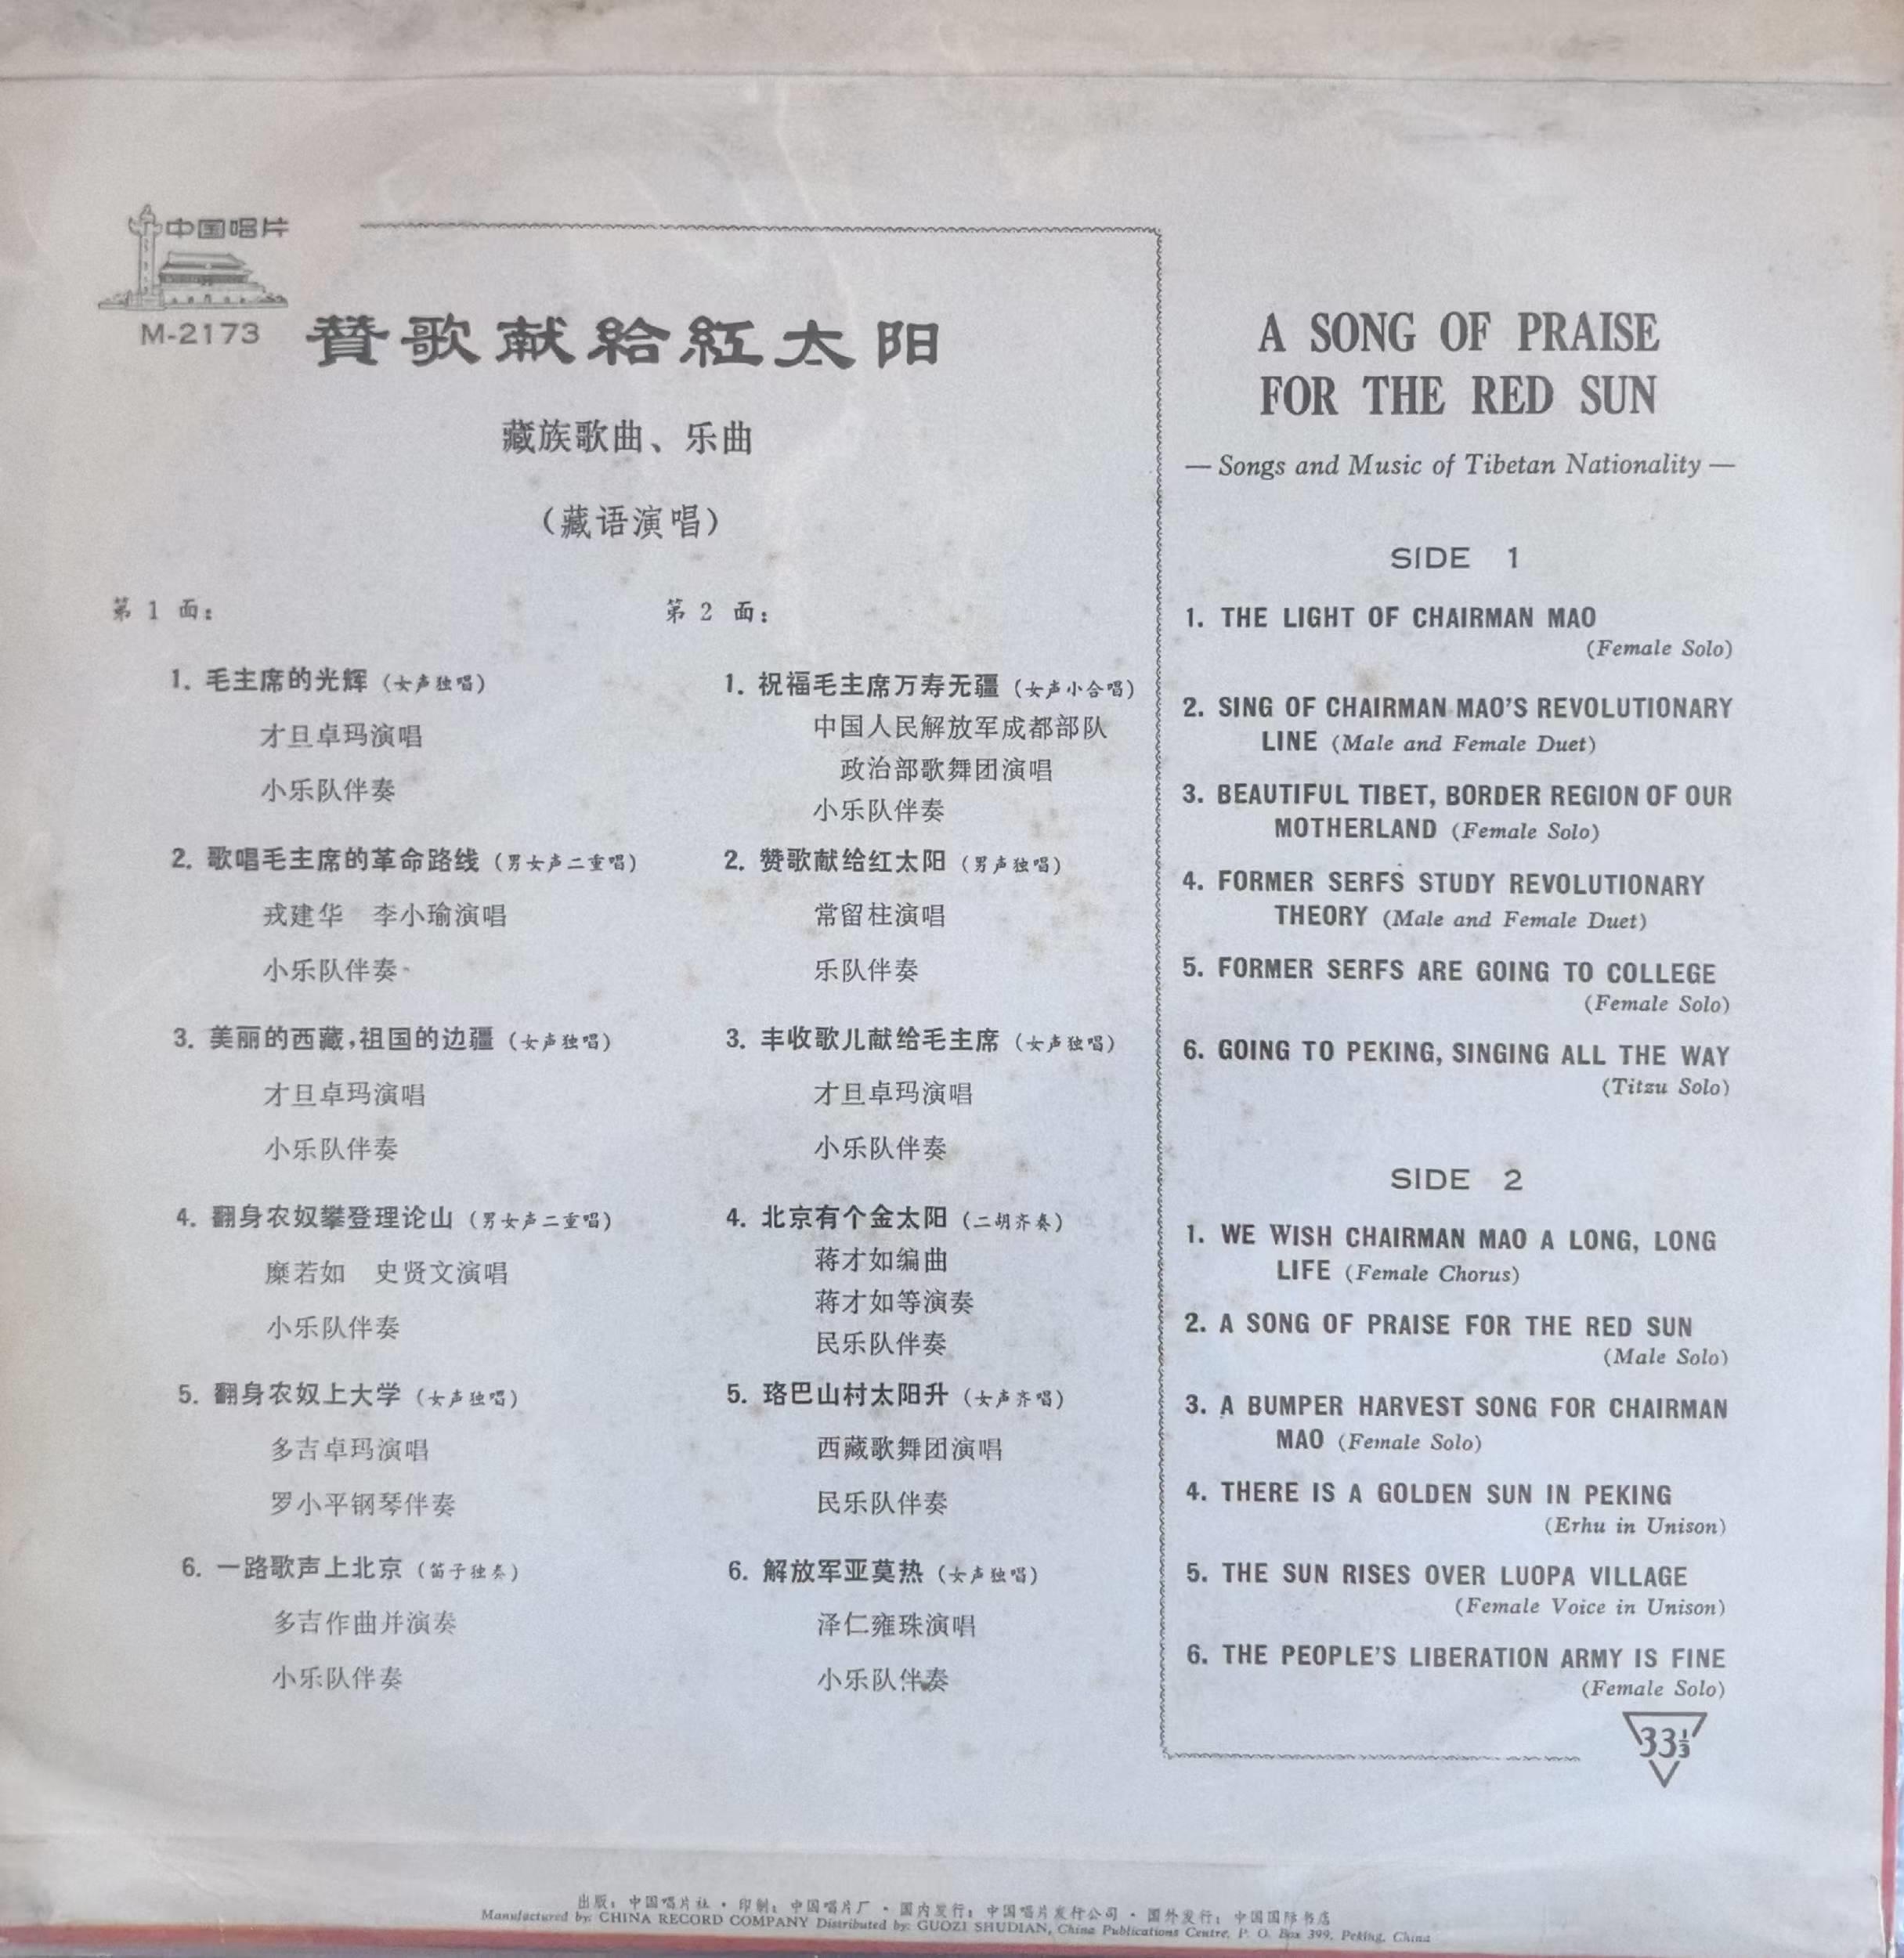 中国唱片
M-2173
賛歌献給紅太阳
藏族歌曲、乐曲
（藏语演唱）
第 1 面：
1. 毛主席的光辉（女声独唱）
才旦卓玛演唱
小乐队伴奏
2. 歌唱毛主席的革命路线（男女声二重唱）
戎建华　李小瑜演唱
小乐队伴奏
3. 美丽的西藏，祖国的边疆（女声独唱）
才旦卓玛演唱
小乐队伴奏
4. 翻身农奴攀登理论山（男女声二重唱）
糜若如　史贤文演唱
小乐队伴奏
5. 翻身农奴上大学（女声独唱）
多吉卓玛演唱
罗小平钢琴伴奏
6. 一路歌声上北京（笛子独奏）
多吉作曲并演奏
小乐队伴奏
第 2 面：
1. 祝福毛主席万寿无疆（女声小合唱）
中国人民解放军成都部队
政治部歌舞团演唱
小乐队伴奏
2. 赞歌献给红太阳（男声独唱）
常留柱演唱
乐队伴奏
3. 丰收歌儿献给毛主席（女声独唱）
才旦卓玛演唱
小乐队伴奏
4. 北京有个金太阳（二胡齐奏）
蒋才如编曲
蒋才如等演奏
民乐队伴奏
5. 珞巴山村太阳升（女声齐唱）
西藏歌舞团演唱
民乐队伴奏
6. 解放军亚莫热（女声独唱）
泽仁雍珠演唱
小乐队伴奏
A SONG OF PRAISE
FOR THE RED SUN
— Songs and Music of Tibetan Nationality —
SIDE 1
1. THE LIGHT OF CHAIRMAN MAO
(Female Solo)
2. SING OF CHAIRMAN MAO'S REVOLUTIONARY
LINE (Male and Female Duet)
3. BEAUTIFUL TIBET, BORDER REGION OF OUR
MOTHERLAND (Female Solo)
4. FORMER SERFS STUDY REVOLUTIONARY
THEORY (Male and Female Duet)
5. FORMER SERFS ARE GOING TO COLLEGE
(Female Solo)
6. GOING TO PEKING, SINGING ALL THE WAY
(Titzu Solo)
SIDE 2
1. WE WISH CHAIRMAN MAO A LONG, LONG
LIFE (Female Chorus)
2. A SONG OF PRAISE FOR THE RED SUN
(Male Solo)
3. A BUMPER HARVEST SONG FOR CHAIRMAN
MAO (Female Solo)
4. THERE IS A GOLDEN SUN IN PEKING
(Erhu in Unison)
5. THE SUN RISES OVER LUOPA VILLAGE
(Female Voice in Unison)
6. THE PEOPLE'S LIBERATION ARMY IS FINE
(Female Solo)
33⅓
出版：中国唱片社・印制：中国唱片厂・国内发行：中国唱片发行公司・国外发行：中国国际书店
Manufactured by: CHINA RECORD COMPANY Distributed by: GUOZI SHUDIAN, China Publications Centre, P. O. Box 399, Peking, China